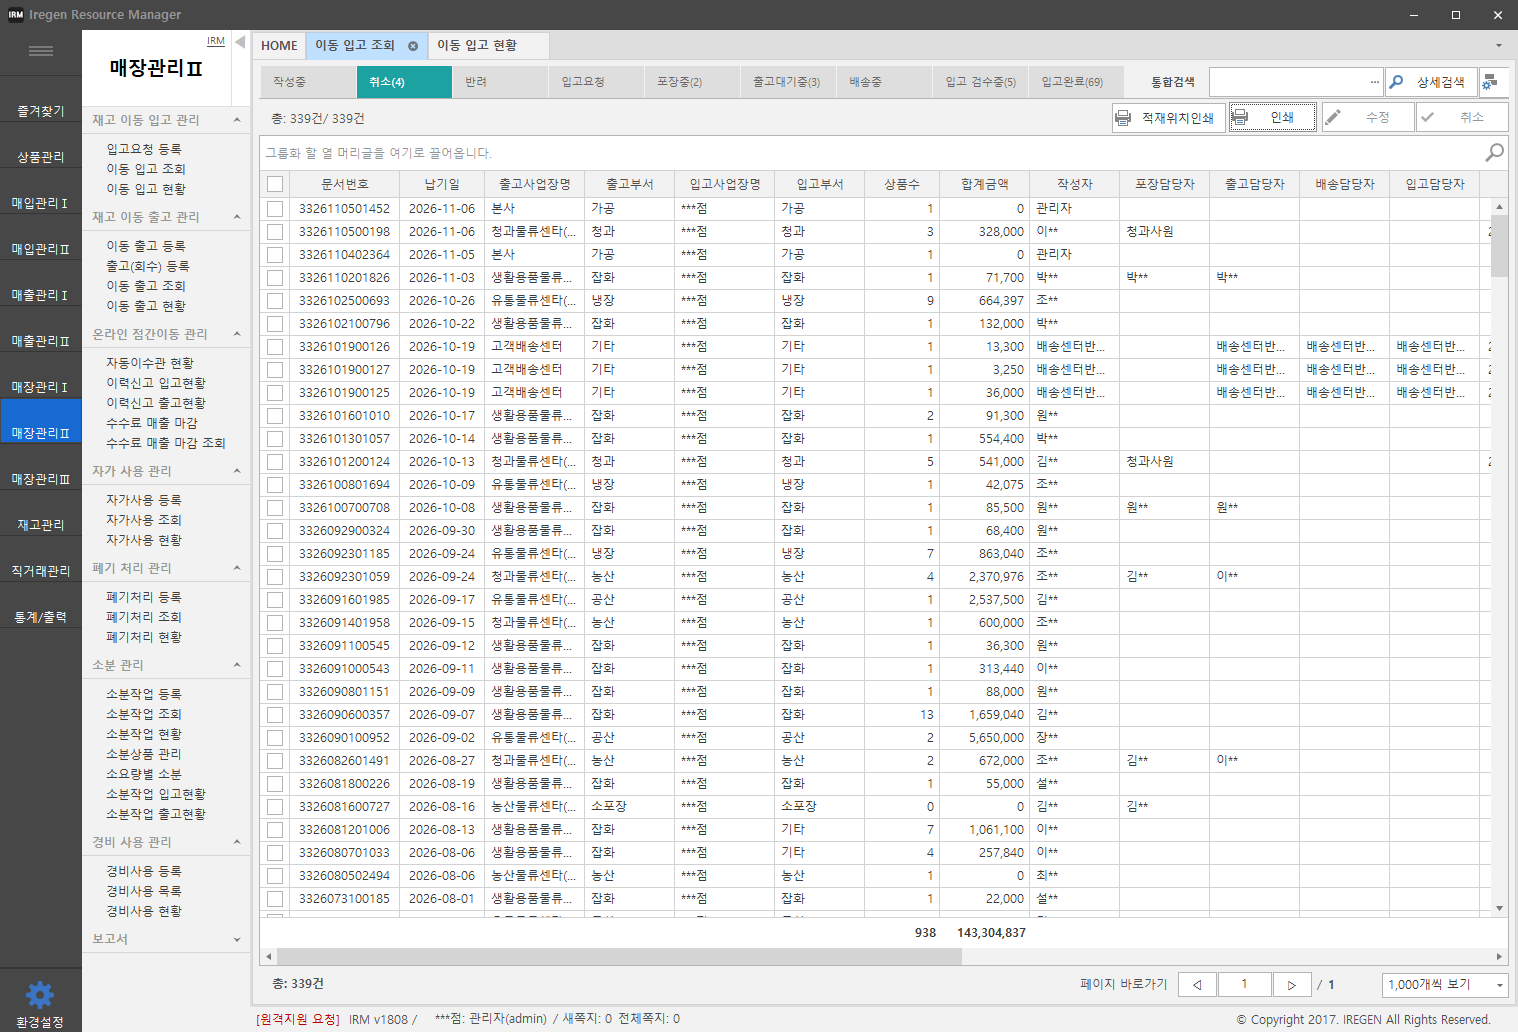 IRM Iregen Resource Manager
즐겨찾기
상품관리
매입관리 I
매입관리 II
매출관리 I
매출관리 II
매장관리 I
매장관리 II
매장관리 III
재고관리
직거래관리
통계/출력
환경설정
IRM
매장관리 II
재고 이동 입고 관리
입고요청 등록
이동 입고 조회
이동 입고 현황
재고 이동 출고 관리
이동 출고 등록
출고(회수) 등록
이동 출고 조회
이동 출고 현황
온라인 점간이동 관리
자동이수관 현황
이력신고 입고현황
이력신고 출고현황
수수료 매출 마감
수수료 매출 마감 조회
자가 사용 관리
자가사용 등록
자가사용 조회
자가사용 현황
폐기 처리 관리
폐기처리 등록
폐기처리 조회
폐기처리 현황
소분 관리
소분작업 등록
소분작업 조회
소분작업 현황
소분상품 관리
소요량별 소분
소분작업 입고현황
소분작업 출고현황
경비 사용 관리
경비사용 등록
경비사용 목록
경비사용 현황
보고서
HOME 이동 입고 조회 이동 입고 현황
작성중 취소(4) 반려 입고요청 포장중(2) 출고대기중(3) 배송중 입고 검수중(5) 입고완료(69) 통합검색 ... 상세검색
총: 339건/ 339건 적재위치인쇄 인쇄 수정 취소
그룹화 할 열 머리글을 여기로 끌어옵니다.
문서번호 납기일 출고사업장명 출고부서 입고사업장명 입고부서 상품수 합계금액 작성자 포장담당자 출고담당자 배송담당자 입고담당자
3326110501452 2026-11-06 본사 가공 ***점 가공 1 0 관리자
3326110500198 2026-11-06 청과물류센타(... 청과 ***점 청과 3 328,000 이** 청과사원
3326110402364 2026-11-05 본사 가공 ***점 가공 1 0 관리자
3326110201826 2026-11-03 생활용품물류... 잡화 ***점 잡화 1 71,700 박** 박** 박**
3326102500693 2026-10-26 유통물류센타(... 냉장 ***점 냉장 9 664,397 조**
3326102100796 2026-10-22 생활용품물류... 잡화 ***점 잡화 1 132,000 박**
3326101900126 2026-10-19 고객배송센터 기타 ***점 기타 1 13,300 배송센터반... 배송센터반... 배송센터반... 배송센터반...
3326101900127 2026-10-19 고객배송센터 기타 ***점 기타 1 3,250 배송센터반... 배송센터반... 배송센터반... 배송센터반...
3326101900125 2026-10-19 고객배송센터 기타 ***점 기타 1 36,000 배송센터반... 배송센터반... 배송센터반... 배송센터반...
3326101601010 2026-10-17 생활용품물류... 잡화 ***점 잡화 2 91,300 원**
3326101301057 2026-10-14 생활용품물류... 잡화 ***점 잡화 1 554,400 박**
3326101200124 2026-10-13 청과물류센타(... 청과 ***점 청과 5 541,000 김** 청과사원
3326100801694 2026-10-09 유통물류센타(... 냉장 ***점 냉장 1 42,075 조**
3326100700708 2026-10-08 생활용품물류... 잡화 ***점 잡화 1 85,500 원** 원** 원**
3326092900324 2026-09-30 생활용품물류... 잡화 ***점 잡화 1 68,400 원**
3326092301185 2026-09-24 유통물류센타(... 냉장 ***점 냉장 7 863,040 조**
3326092301059 2026-09-24 청과물류센타(... 농산 ***점 농산 4 2,370,976 조** 김** 이**
3326091601985 2026-09-17 유통물류센타(... 공산 ***점 공산 1 2,537,500 김**
3326091401958 2026-09-15 청과물류센타(... 농산 ***점 농산 1 600,000 조**
3326091100545 2026-09-12 생활용품물류... 잡화 ***점 잡화 1 36,300 원**
3326091000543 2026-09-11 생활용품물류... 잡화 ***점 잡화 1 313,440 이**
3326090801151 2026-09-09 생활용품물류... 잡화 ***점 잡화 1 88,000 원**
3326090600357 2026-09-07 생활용품물류... 잡화 ***점 잡화 13 1,659,040 김**
3326090100952 2026-09-02 유통물류센타(... 공산 ***점 공산 2 5,650,000 장**
3326082601491 2026-08-27 청과물류센타(... 농산 ***점 농산 2 672,000 조** 김** 이**
3326081800226 2026-08-19 생활용품물류... 잡화 ***점 잡화 1 55,000 설**
3326081600727 2026-08-16 농산물류센타(... 소포장 ***점 소포장 0 0 김** 김**
3326081201006 2026-08-13 생활용품물류... 잡화 ***점 기타 7 1,061,100 이**
3326080701033 2026-08-06 생활용품물류... 잡화 ***점 기타 4 257,840 이**
3326080502494 2026-08-06 농산물류센타(... 농산 ***점 농산 1 0 최**
3326073100185 2026-08-01 생활용품물류... 잡화 ***점 잡화 1 22,000 설**
938 143,304,837
총: 339건 페이지 바로가기 1 / 1 1,000개씩 보기
[원격지원 요청] IRM v1808 / ***점: 관리자(admin) / 새쪽지: 0 전체쪽지: 0 © Copyright 2017. IREGEN All Rights Reserved.